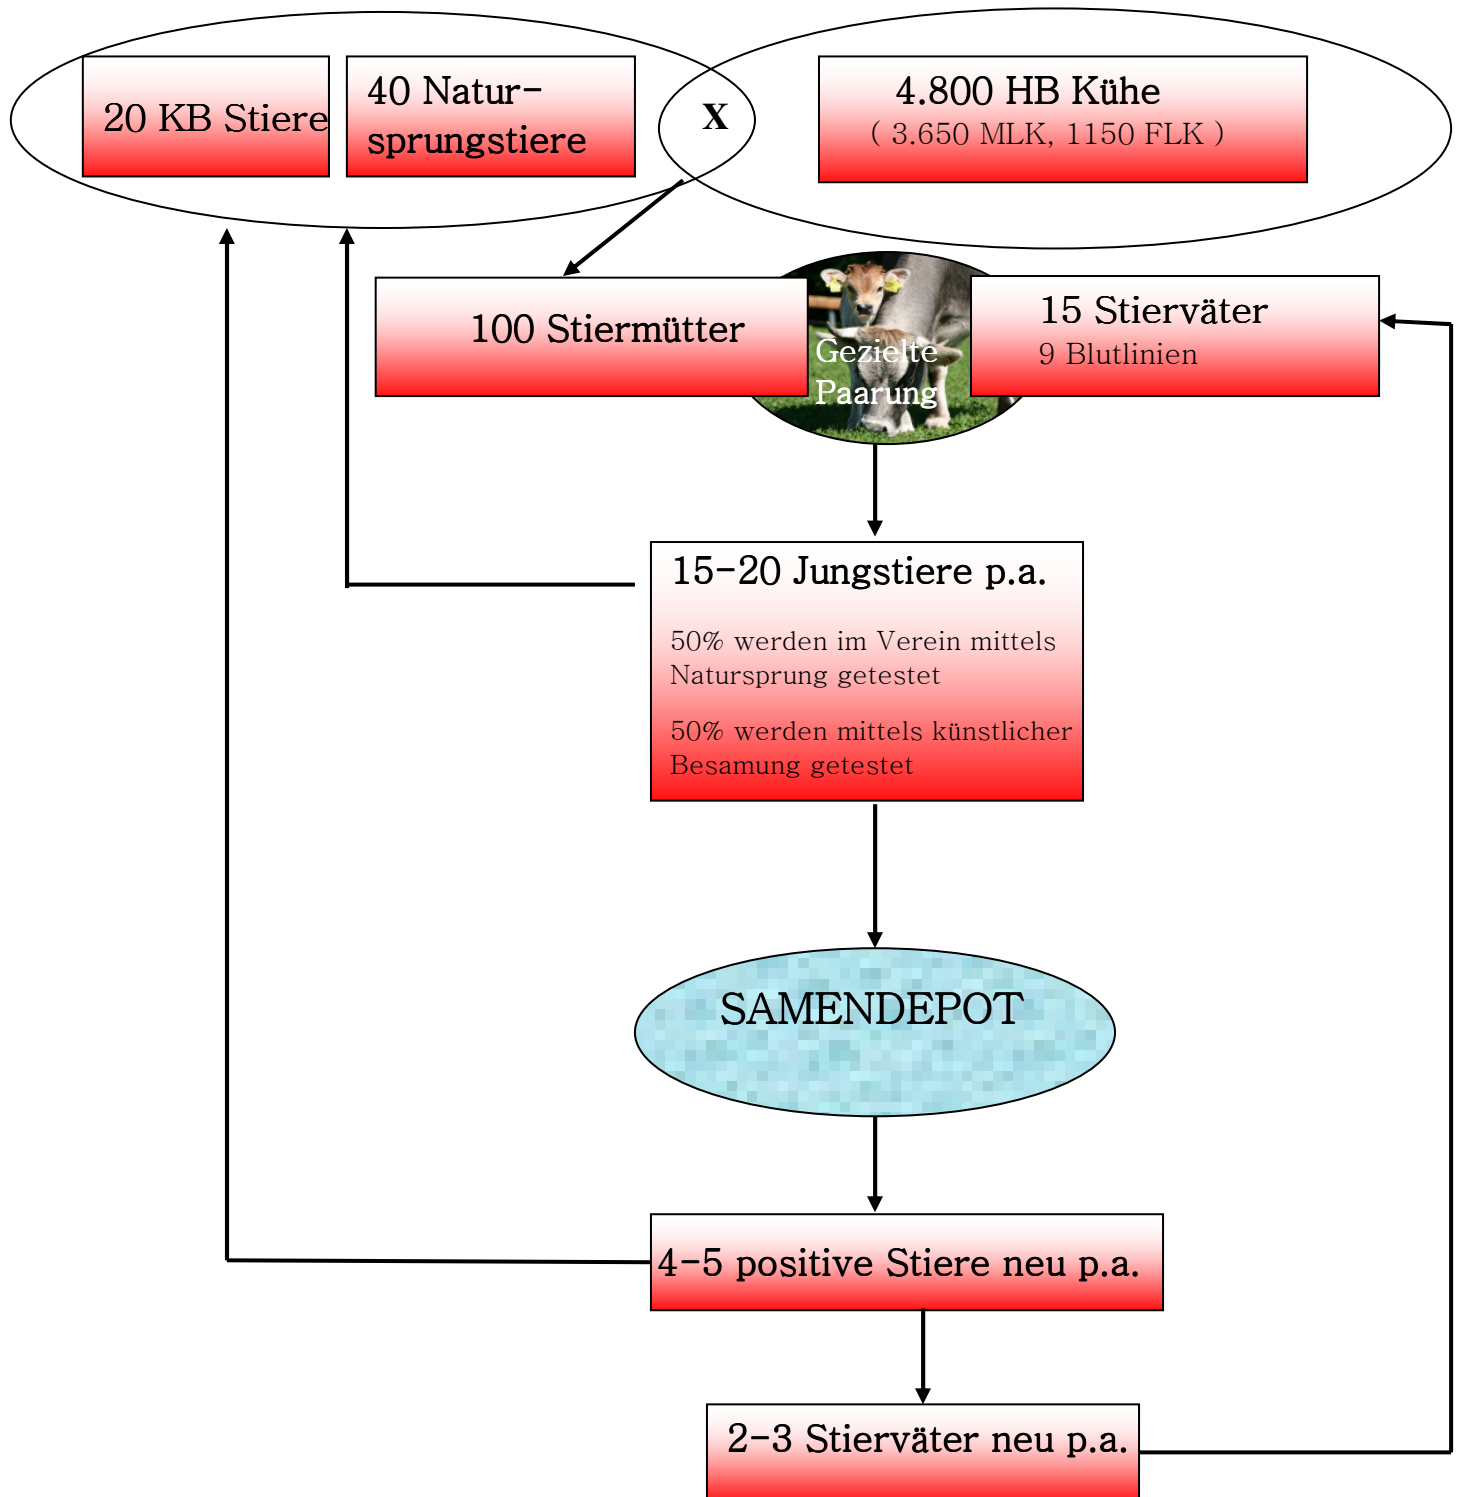 20 KB Stiere
40 Natur-
sprungstiere
X
4.800 HB Kühe
( 3.650 MLK, 1150 FLK )
100 Stiermütter
Gezielte
Paarung
15 Stierväter
9 Blutlinien
15-20 Jungstiere p.a.
50% werden im Verein mittels
Natursprung getestet
50% werden mittels künstlicher
Besamung getestet
SAMENDEPOT
4-5 positive Stiere neu p.a.
2-3 Stierväter neu p.a.